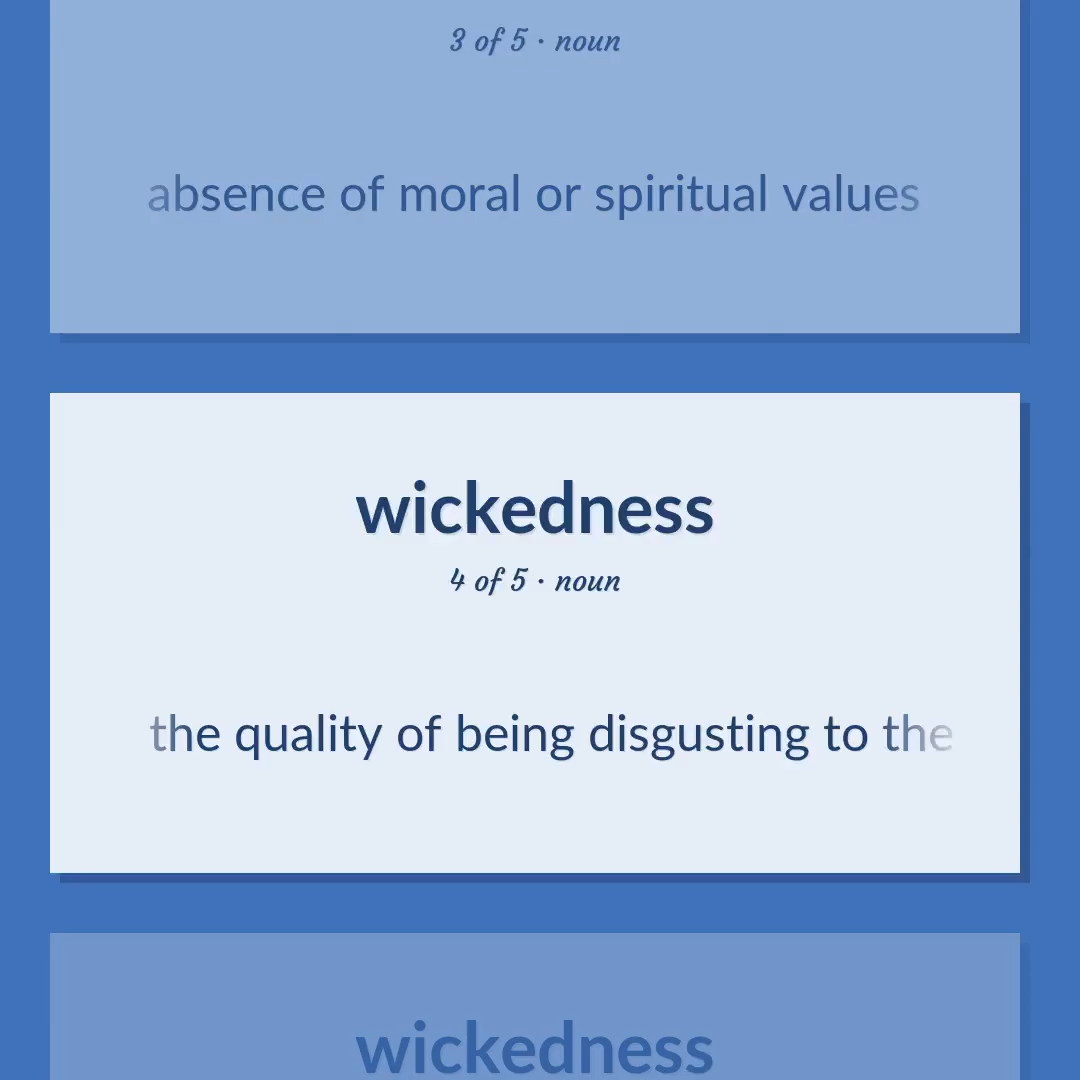 3 of 5 · noun
absence of moral or spiritual values
wickedness
4 of 5 · noun
the quality of being disgusting to the
wickedness